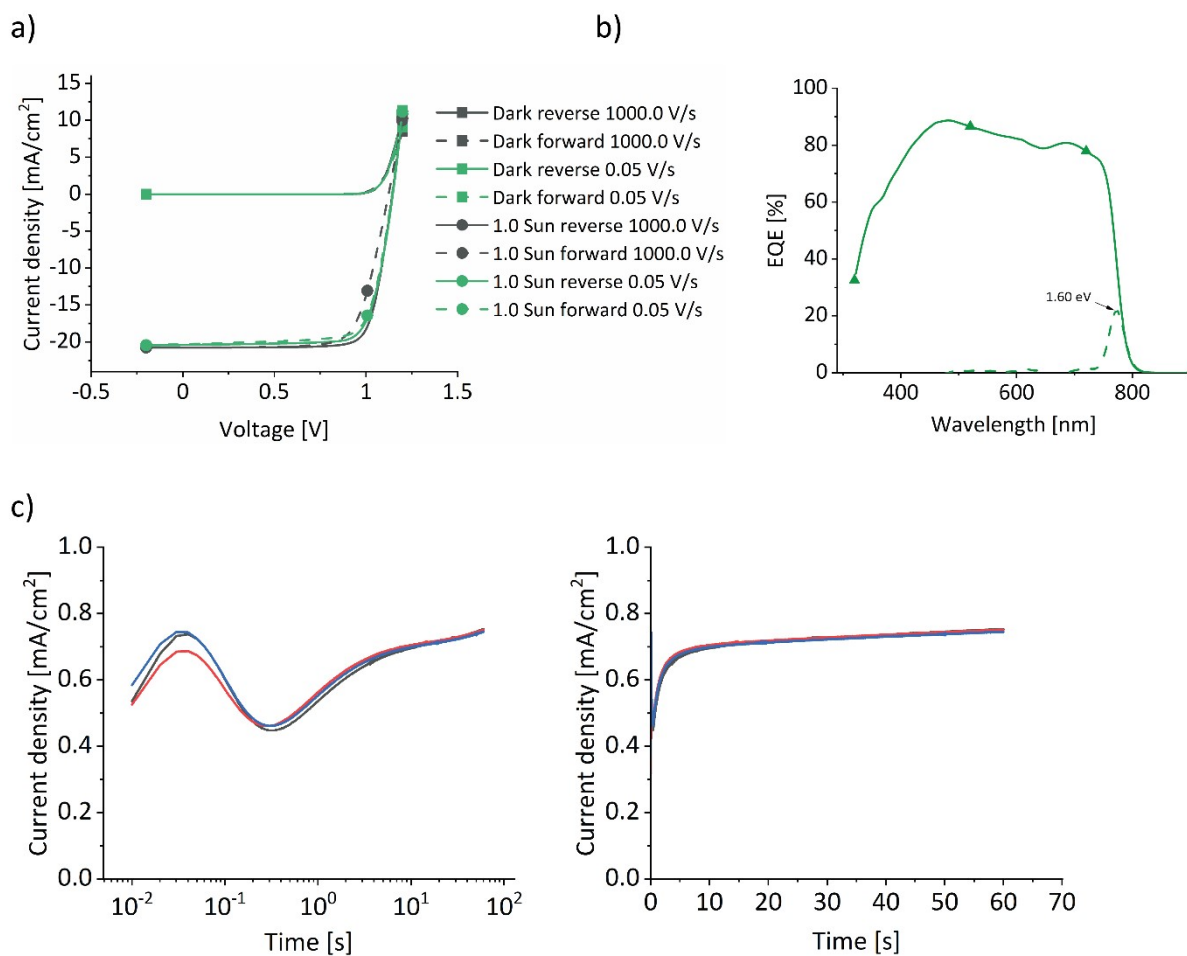 a)
15
10
5
0
-5
-10
-15
-20
-0.5
0
0.5
1
1.5
Current density [mA/cm²]
Voltage [V]
Dark reverse 1000.0 V/s
Dark forward 1000.0 V/s
Dark reverse 0.05 V/s
Dark forward 0.05 V/s
1.0 Sun reverse 1000.0 V/s
1.0 Sun forward 1000.0 V/s
1.0 Sun reverse 0.05 V/s
1.0 Sun forward 0.05 V/s
b)
100
80
60
40
20
0
400
600
800
EQE [%]
Wavelength [nm]
1.60 eV
c)
1.0
0.8
0.6
0.4
0.2
0.0
10⁻²
10⁻¹
10⁰
10¹
10²
Current density [mA/cm²]
Time [s]
1.0
0.8
0.6
0.4
0.2
0.0
0
10
20
30
40
50
60
70
Current density [mA/cm²]
Time [s]